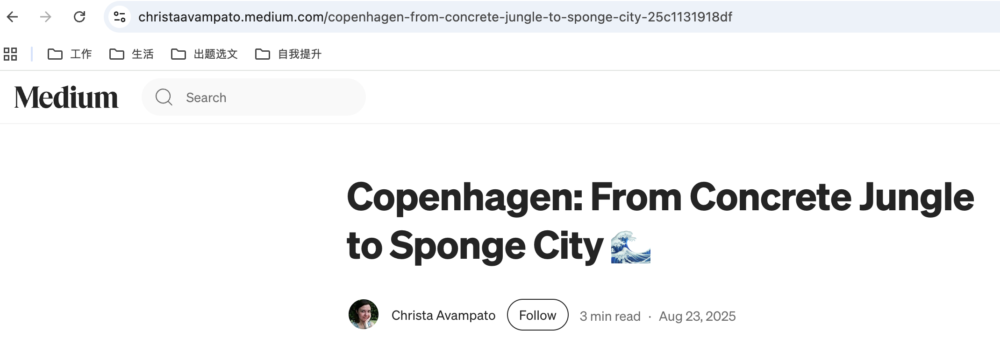 christaavampato.medium.com/copenhagen-from-concrete-jungle-to-sponge-city-25c1131918df
工作 生活 出题选文 自我提升
Medium Search
Copenhagen: From Concrete Jungle
to Sponge City 🌊
Christa Avampato Follow 3 min read · Aug 23, 2025